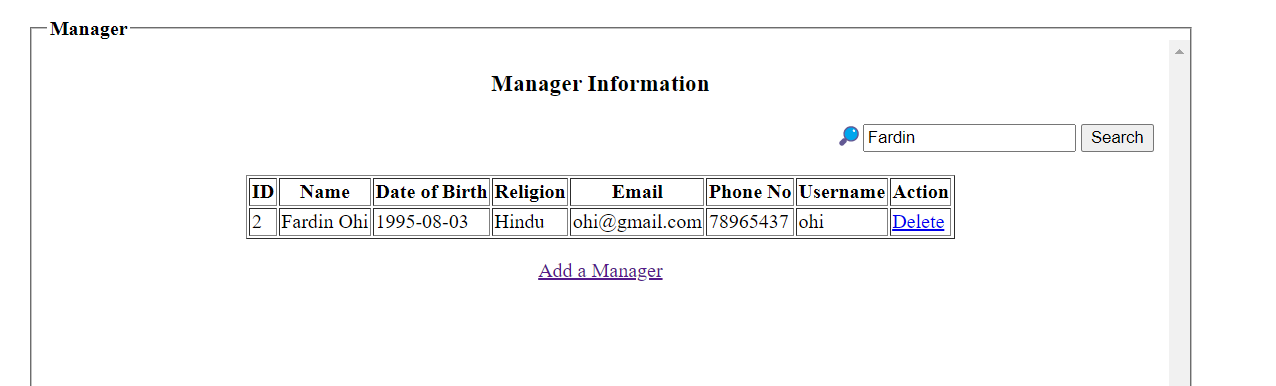 Manager
Manager Information
Fardin Search
ID Name Date of Birth Religion Email Phone No Username Action
2 Fardin Ohi 1995-08-03 Hindu ohi@gmail.com 78965437 ohi Delete
Add a Manager